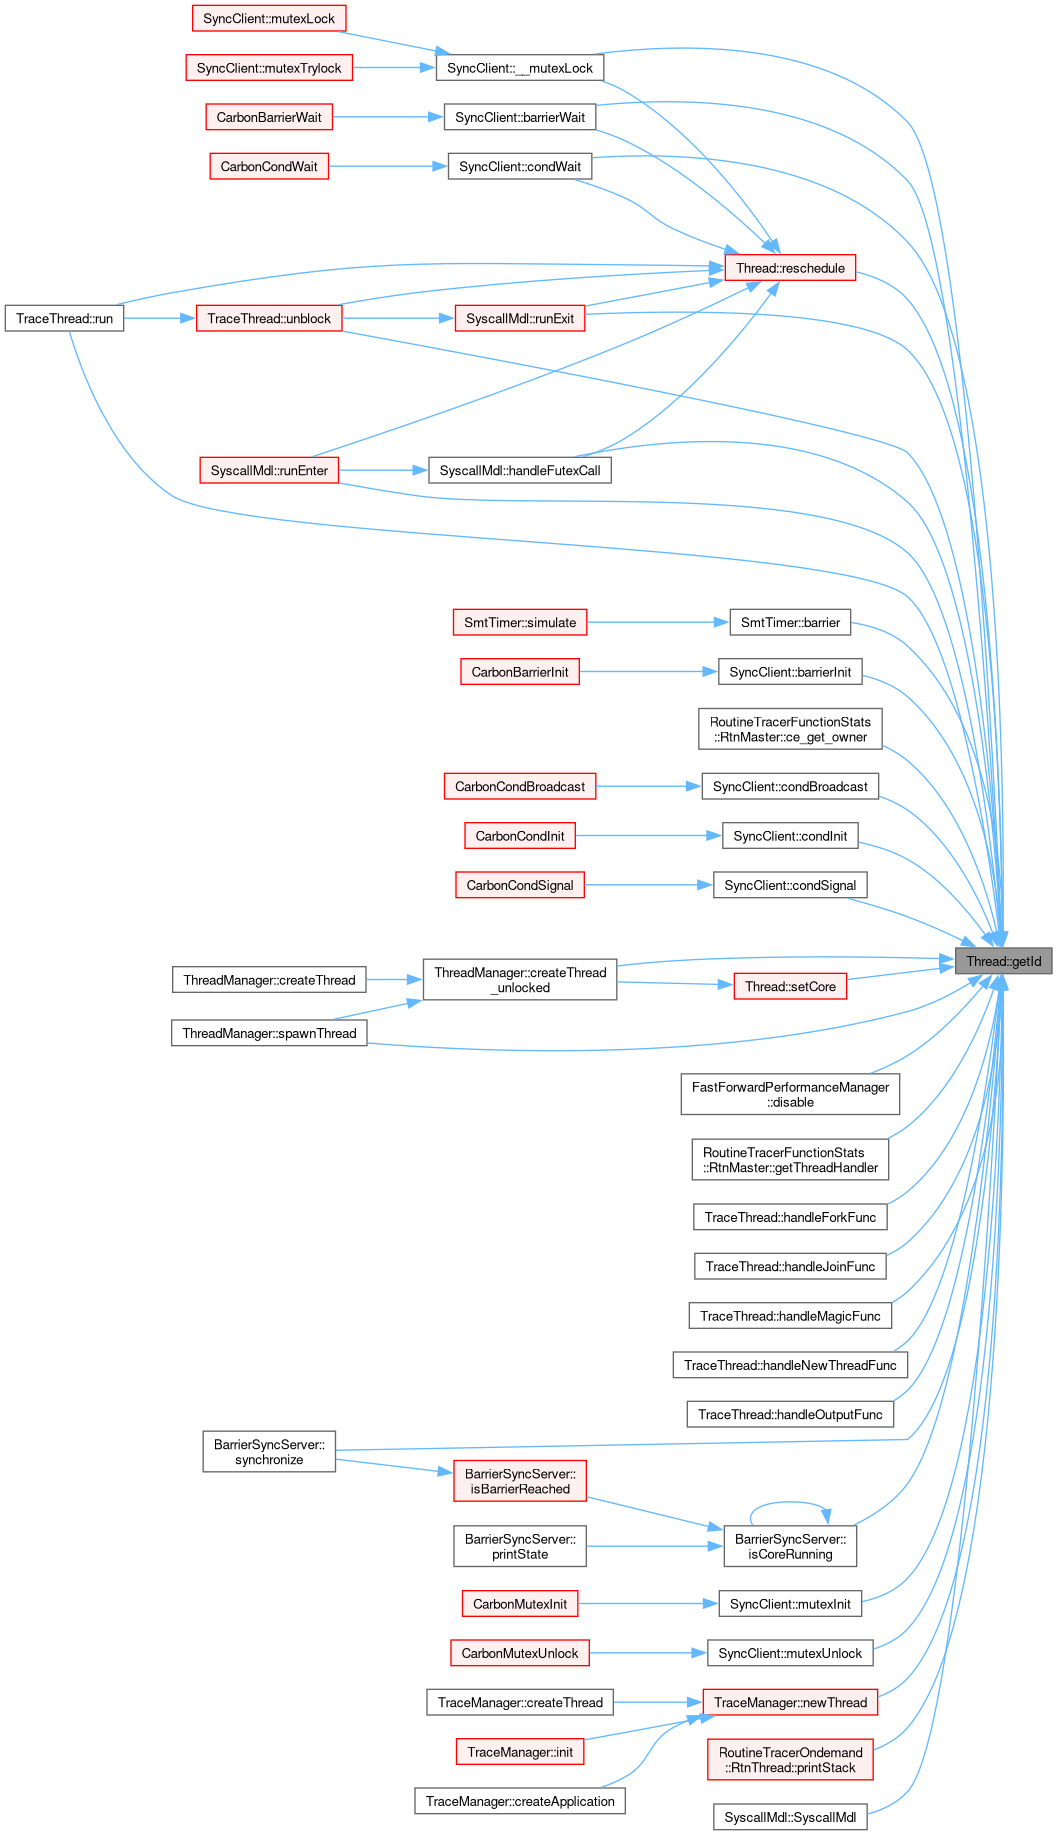 SyncClient::mutexLock
SyncClient::mutexTrylock
SyncClient::__mutexLock
CarbonBarrierWait
SyncClient::barrierWait
CarbonCondWait
SyncClient::condWait
Thread::reschedule
TraceThread::run
TraceThread::unblock
SyscallMdl::runExit
SyscallMdl::runEnter
SyscallMdl::handleFutexCall
SmtTimer::simulate
SmtTimer::barrier
CarbonBarrierInit
SyncClient::barrierInit
RoutineTracerFunctionStats
::RtnMaster::ce_get_owner
CarbonCondBroadcast
SyncClient::condBroadcast
CarbonCondInit
SyncClient::condInit
CarbonCondSignal
SyncClient::condSignal
Thread::getId
ThreadManager::createThread
ThreadManager::createThread
_unlocked
Thread::setCore
ThreadManager::spawnThread
FastForwardPerformanceManager
::disable
RoutineTracerFunctionStats
::RtnMaster::getThreadHandler
TraceThread::handleForkFunc
TraceThread::handleJoinFunc
TraceThread::handleMagicFunc
TraceThread::handleNewThreadFunc
TraceThread::handleOutputFunc
BarrierSyncServer::
synchronize
BarrierSyncServer::
isBarrierReached
BarrierSyncServer::
printState
BarrierSyncServer::
isCoreRunning
CarbonMutexInit
SyncClient::mutexInit
CarbonMutexUnlock
SyncClient::mutexUnlock
TraceManager::createThread
TraceManager::newThread
TraceManager::init
RoutineTracerOndemand
::RtnThread::printStack
TraceManager::createApplication
SyscallMdl::SyscallMdl